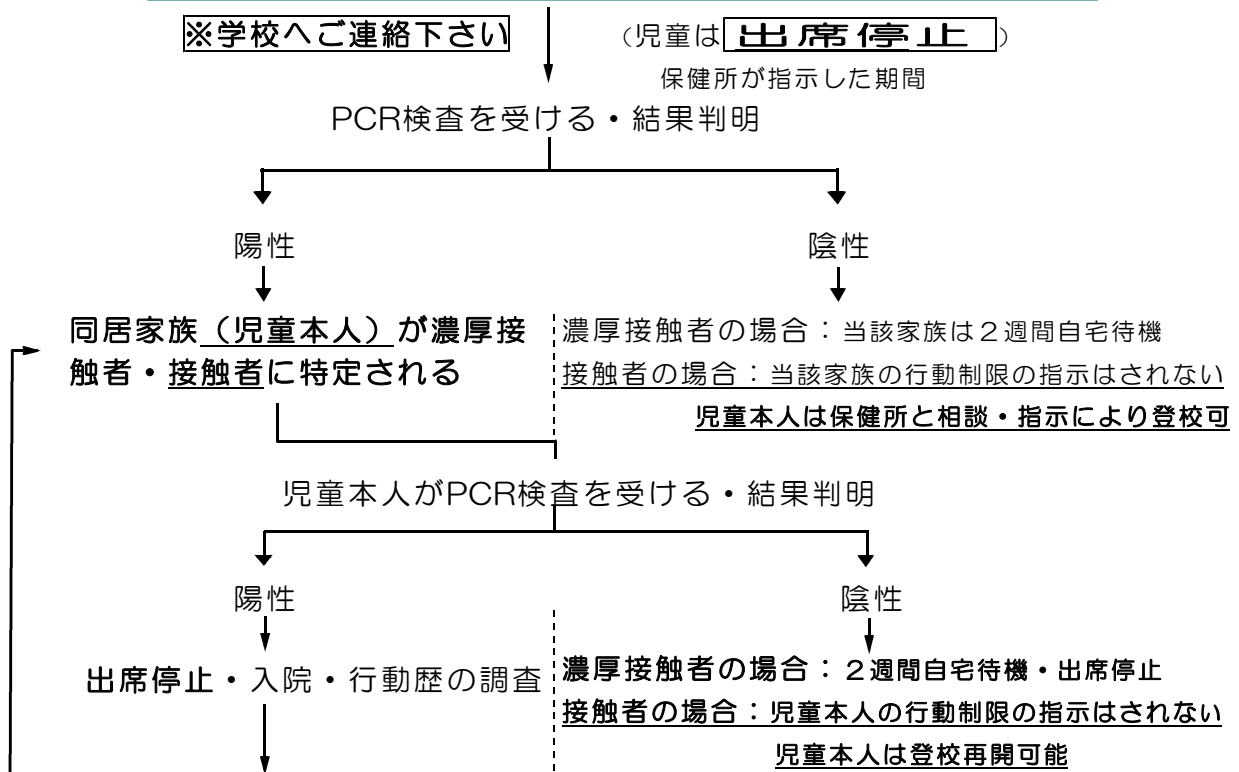 ※学校へご連絡下さい (児童は 出席停止 )
保健所が指示した期間
PCR検査を受ける・結果判明
陽性
陰性
同居家族(児童本人)が濃厚接
触者・接触者に特定される
濃厚接触者の場合:当該家族は2週間自宅待機
接触者の場合:当該家族の行動制限の指示はされない
児童本人は保健所と相談・指示により登校可
児童本人がPCR検査を受ける・結果判明
陽性
陰性
出席停止・入院・行動歴の調査
濃厚接触者の場合:2週間自宅待機・出席停止
接触者の場合:児童本人の行動制限の指示はされない
児童本人は登校再開可能